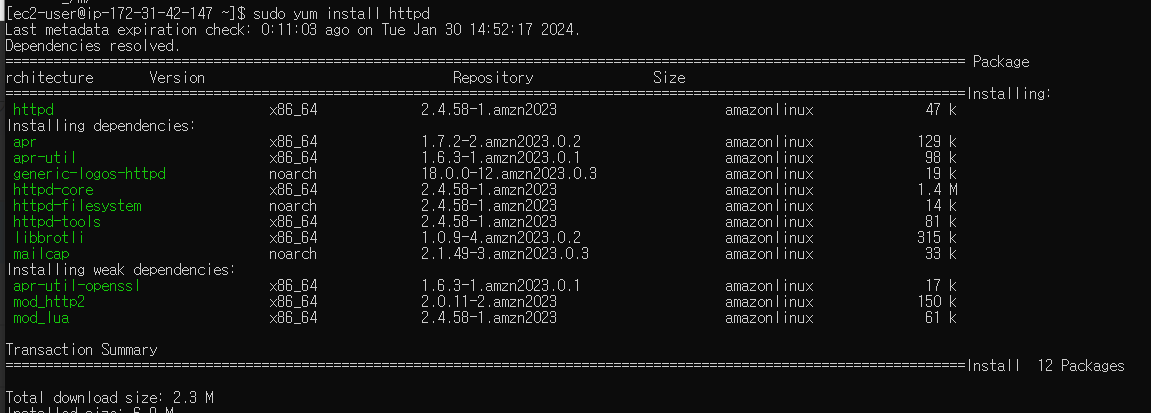 [ec2-user@ip-172-31-42-147 ~]$ sudo yum install httpd
Last metadata expiration check: 0:11:03 ago on Tue Jan 30 14:52:17 2024.
Dependencies resolved.
================================================================================ Package
rchitecture Version Repository Size
================================================================================Installing:
httpd x86_64 2.4.58-1.amzn2023 amazonlinux 47 k
Installing dependencies:
apr x86_64 1.7.2-2.amzn2023.0.2 amazonlinux 129 k
apr-util x86_64 1.6.3-1.amzn2023.0.1 amazonlinux 98 k
generic-logos-httpd noarch 18.0.0-12.amzn2023.0.3 amazonlinux 19 k
httpd-core x86_64 2.4.58-1.amzn2023 amazonlinux 1.4 M
httpd-filesystem noarch 2.4.58-1.amzn2023 amazonlinux 14 k
httpd-tools x86_64 2.4.58-1.amzn2023 amazonlinux 81 k
libbrotli x86_64 1.0.9-4.amzn2023.0.2 amazonlinux 315 k
mailcap noarch 2.1.49-3.amzn2023.0.3 amazonlinux 33 k
Installing weak dependencies:
apr-util-openssl x86_64 1.6.3-1.amzn2023.0.1 amazonlinux 17 k
mod_http2 x86_64 2.0.11-2.amzn2023 amazonlinux 150 k
mod_lua x86_64 2.4.58-1.amzn2023 amazonlinux 61 k
Transaction Summary
================================================================================Install 12 Packages
Total download size: 2.3 M
Installed size: 6.9 M